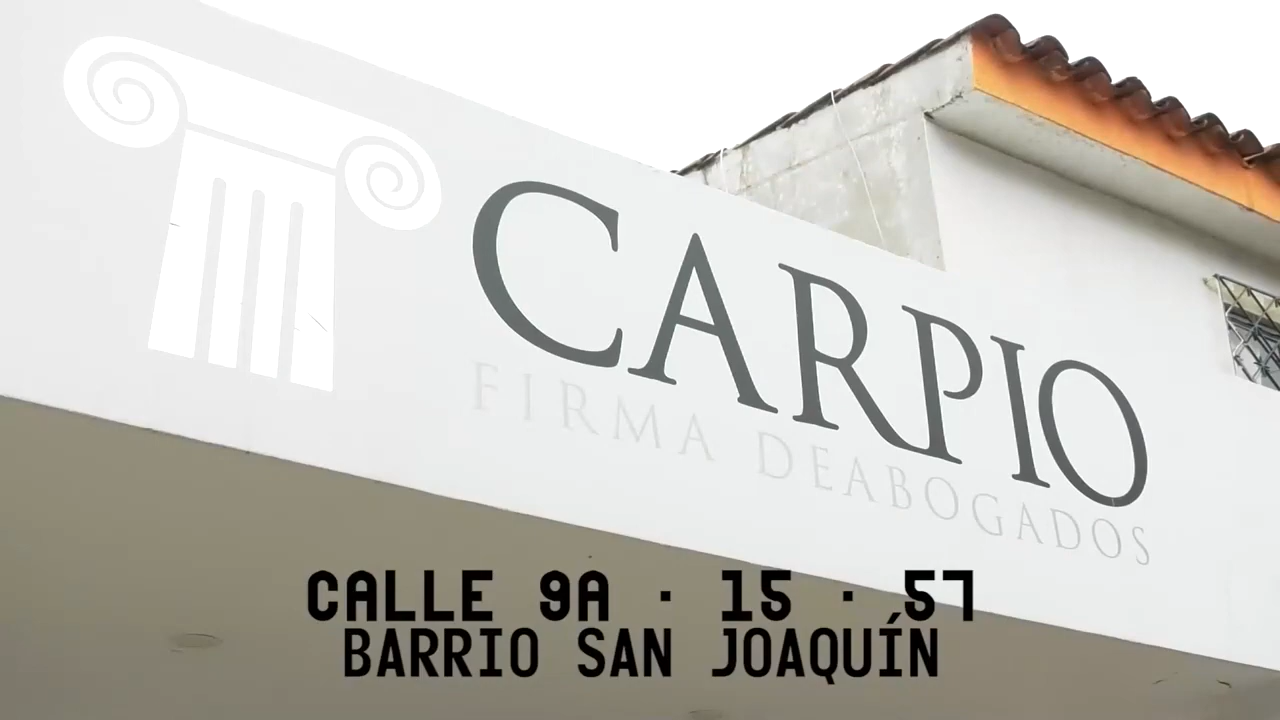 CARPIO
FIRMA DEABOGADOS
CALLE 9A · 15 · 57
BARRIO SAN JOAQUÍN